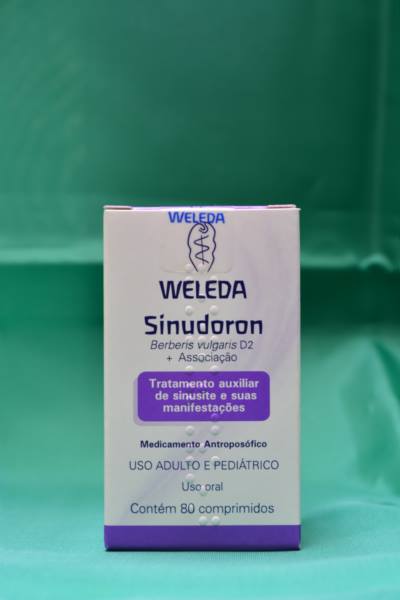 WELEDA
WELEDA
Sinudoron
Berberis vulgaris D2
+ Associação
Tratamento auxiliar
de sinusite e suas
manifestações
Medicamento Antroposófico
USO ADULTO E PEDIÁTRICO
Uso oral
Contém 80 comprimidos